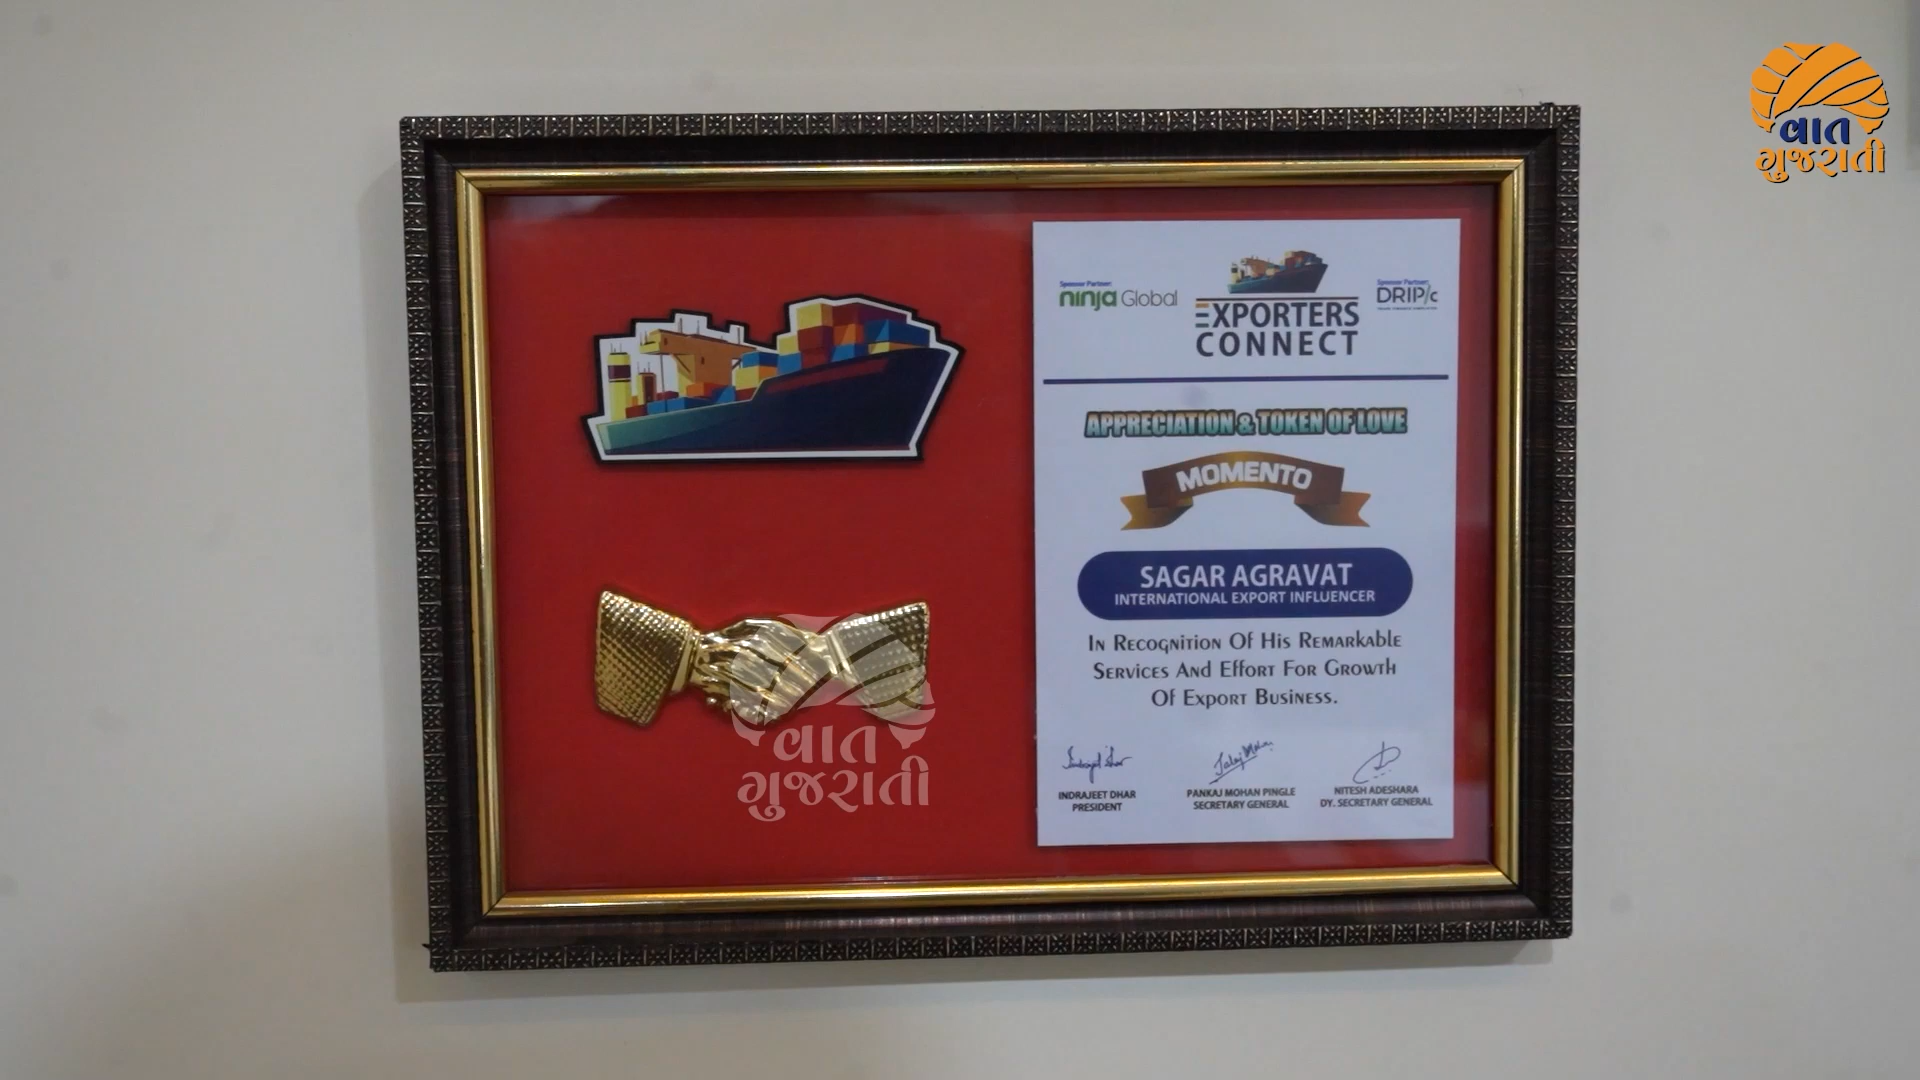 વાત
ગુજરાતી
Sponsor Partner:
ninja Global
Sponsor Partner:
DRIP/c
EXPORTERS
CONNECT
APPRECIATION & TOKEN OF LOVE
MOMENTO
SAGAR AGRAVAT
INTERNATIONAL EXPORT INFLUENCER
In Recognition Of His Remarkable
Services And Effort For Growth
Of Export Business.
INDRAJEET DHAR
PRESIDENT
PANKAJ MOHAN PINGLE
SECRETARY GENERAL
NITESH ADESHARA
DY. SECRETARY GENERAL
વાત
ગુજરાતી